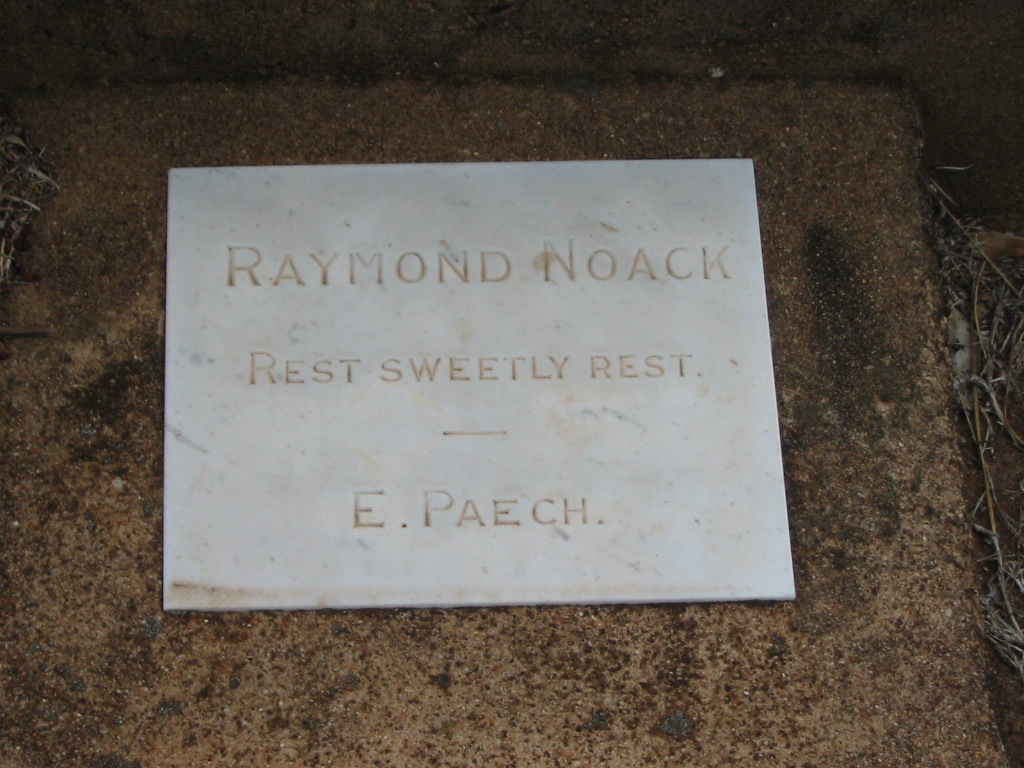 RAYMOND NOACK
REST SWEETLY REST.
E. PAECH.